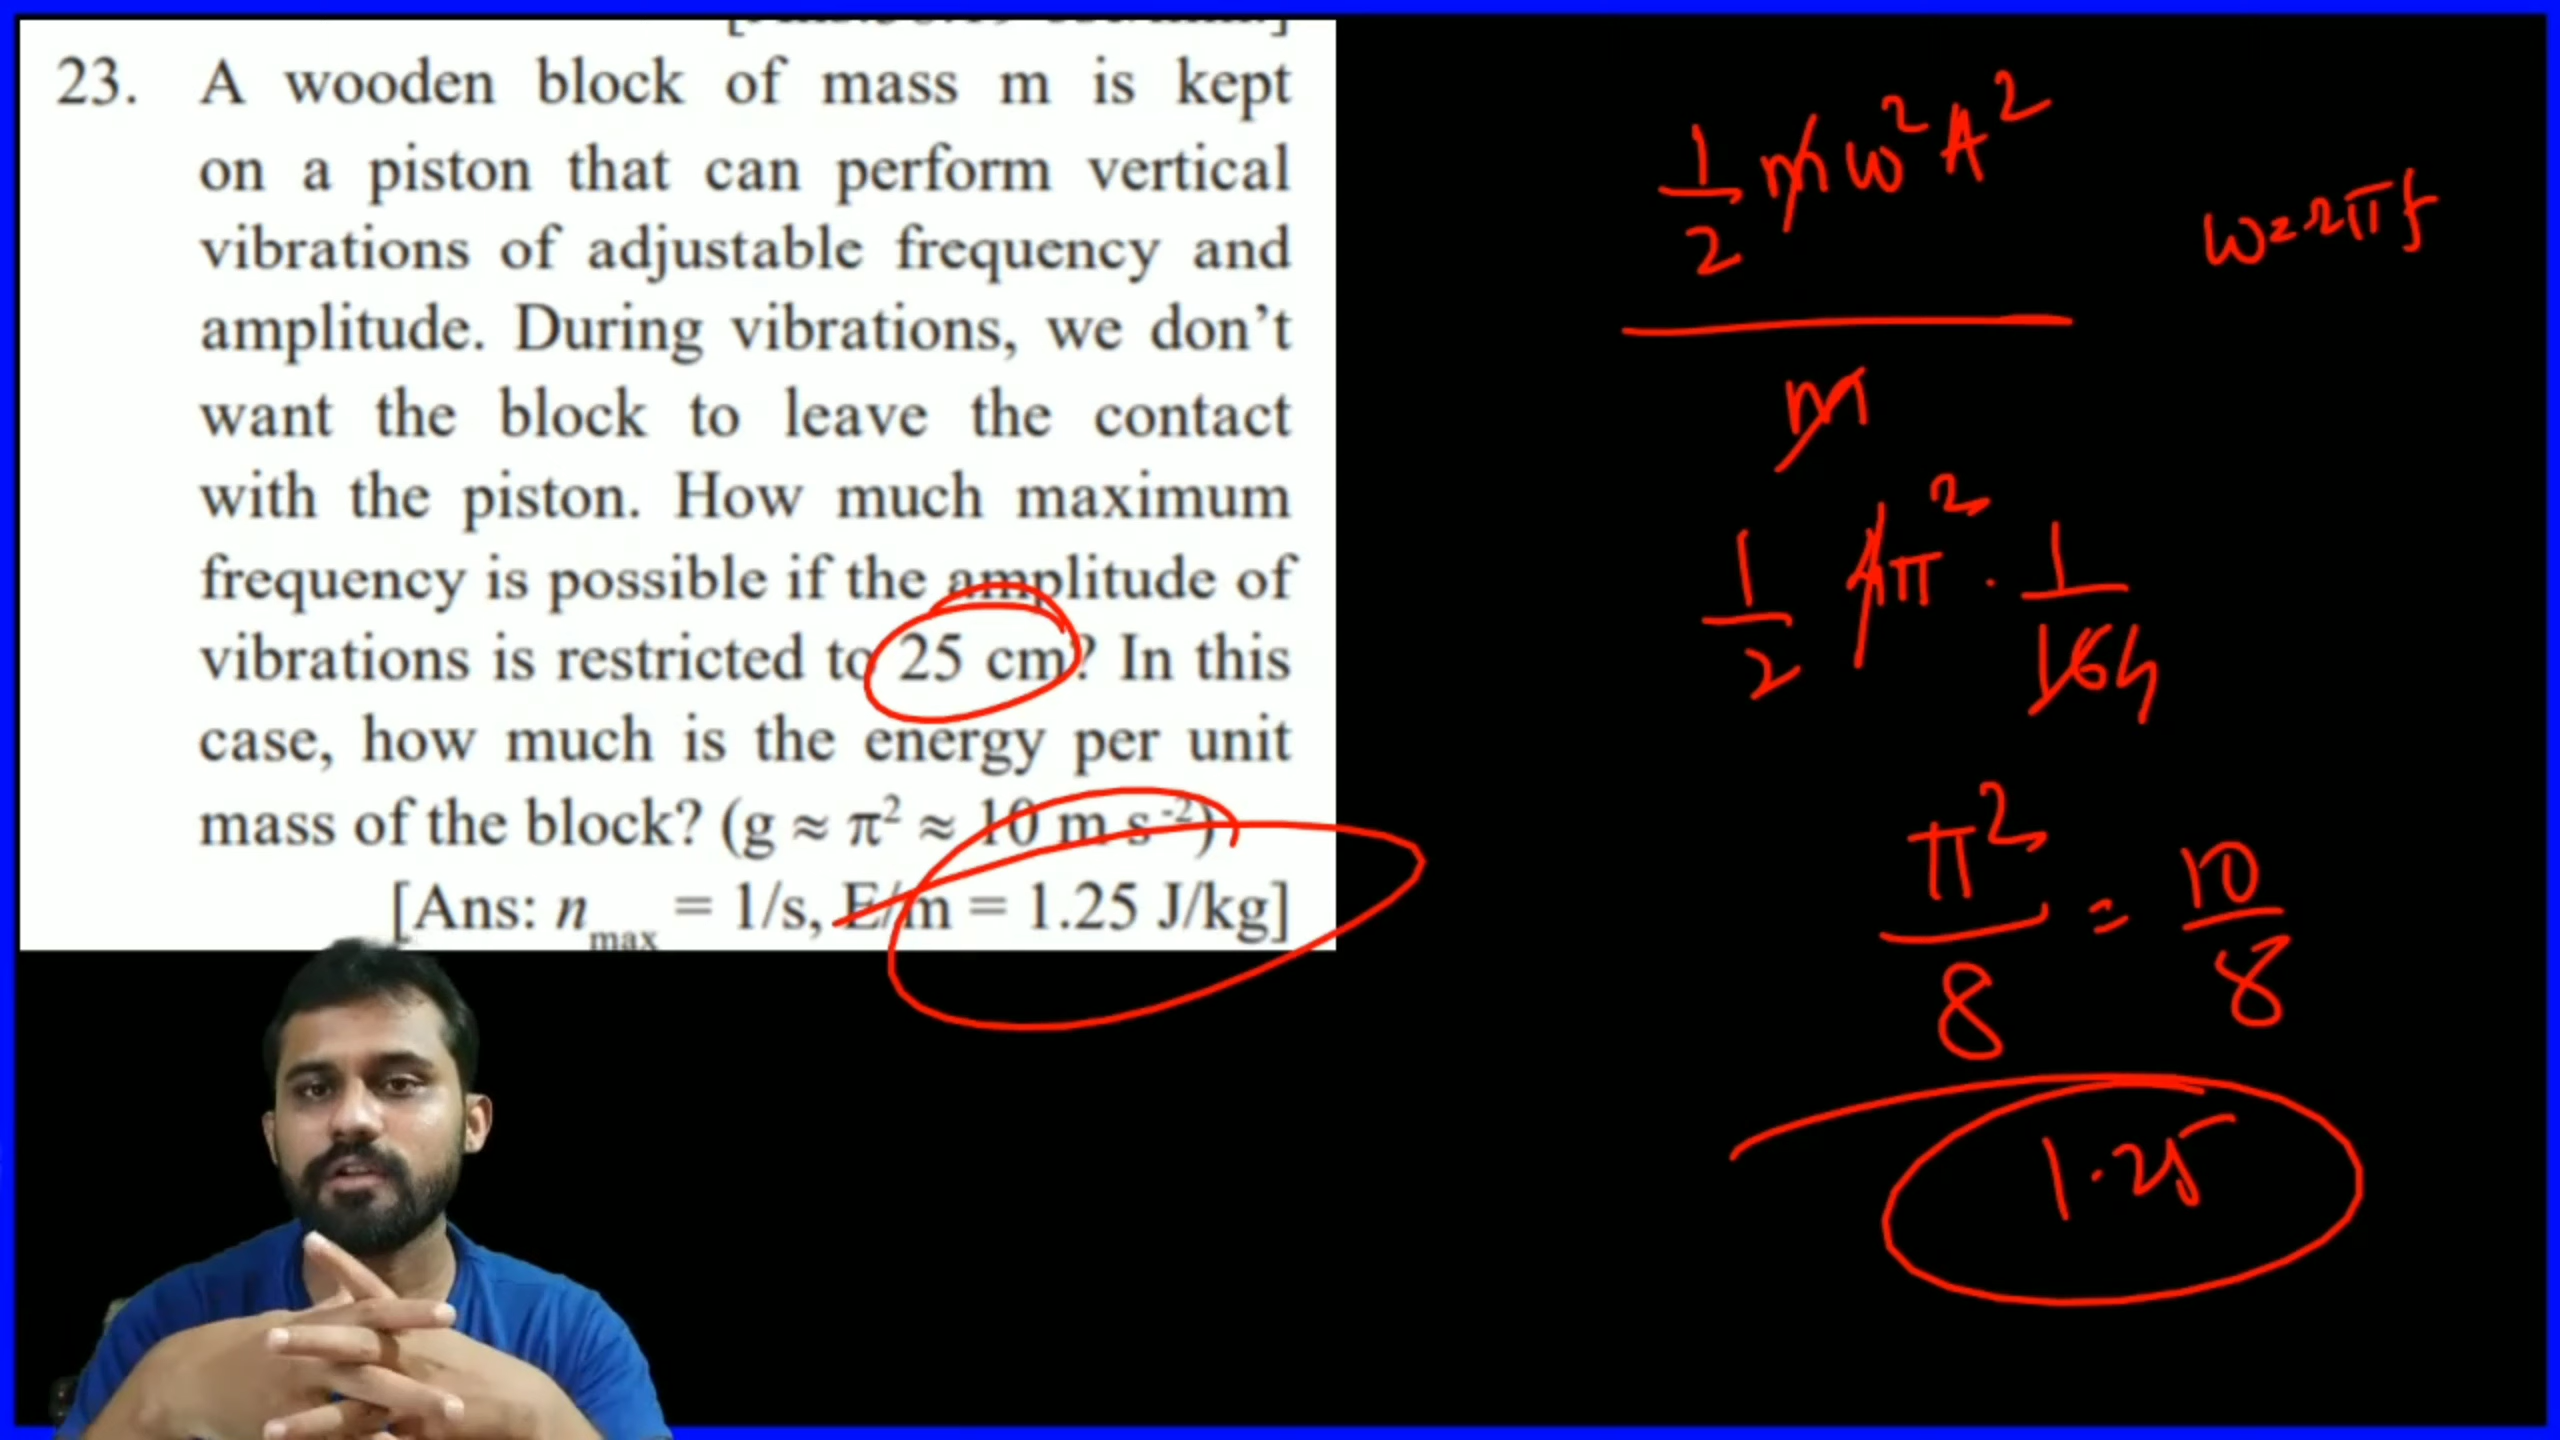 23. A wooden block of mass m is kept
on a piston that can perform vertical
vibrations of adjustable frequency and
amplitude. During vibrations, we don't
want the block to leave the contact
with the piston. How much maximum
frequency is possible if the amplitude of
vibrations is restricted to 25 cm? In this
case, how much is the energy per unit
mass of the block? (g ≈ π² ≈ 10 m s⁻²)
[Ans: n_max = 1/s, E/m = 1.25 J/kg]
1/2 m ω² A²
m
ω = 2πf
1/2 4π² · 1/16 4
π²/8 = 10/8
1.25